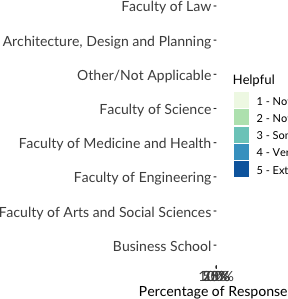 Faculty of Law
Architecture, Design and Planning
Other/Not Applicable
Faculty of Science
Faculty of Medicine and Health
Faculty of Engineering
Faculty of Arts and Social Sciences
Business School
Percentage of Response
Helpful
1 - No
2 - No
3 - Sor
4 - Ver
5 - Ext